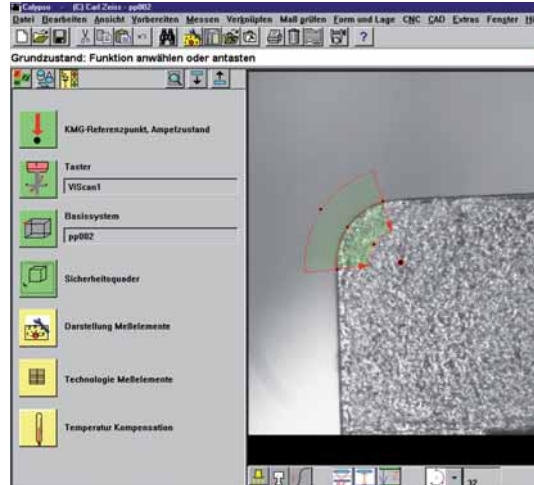 Calypso - (C) Carl Zeiss - pp002
Datei Bearbeiten Ansicht Vorbereiten Messen Verknüpfen Maß prüfen Form und Lage CNC CAD Extras Fenster Hi
Grundzustand: Funktion anwählen oder antasten
KMG-Referenzpunkt, Ampelzustand
Taster
ViScan1
Basissystem
pp002
Sicherheitsquader
Darstellung Meßelemente
Technologie Meßelemente
Temperatur Kompensation
32